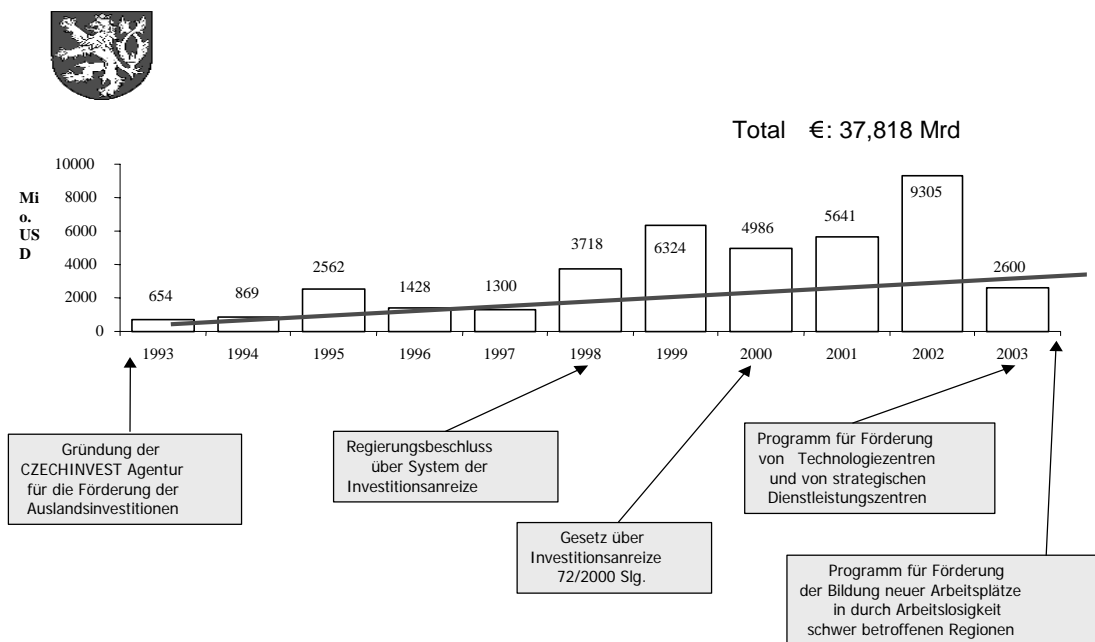 Total €: 37,818 Mrd
Mi
o.
US
D
10000
8000
6000
4000
2000
0
654
869
2562
1428
1300
3718
6324
4986
5641
9305
2600
1993
1994
1995
1996
1997
1998
1999
2000
2001
2002
2003
Gründung der
CZECHINVEST Agentur
für die Förderung der
Auslandsinvestitionen
Regierungsbeschluss
über System der
Investitionsanreize
Gesetz über
Investitionsanreize
72/2000 Slg.
Programm für Förderung
von Technologiezentren
und von strategischen
Dienstleistungszentren
Programm für Förderung
der Bildung neuer Arbeitsplätze
in durch Arbeitslosigkeit
schwer betroffenen Regionen